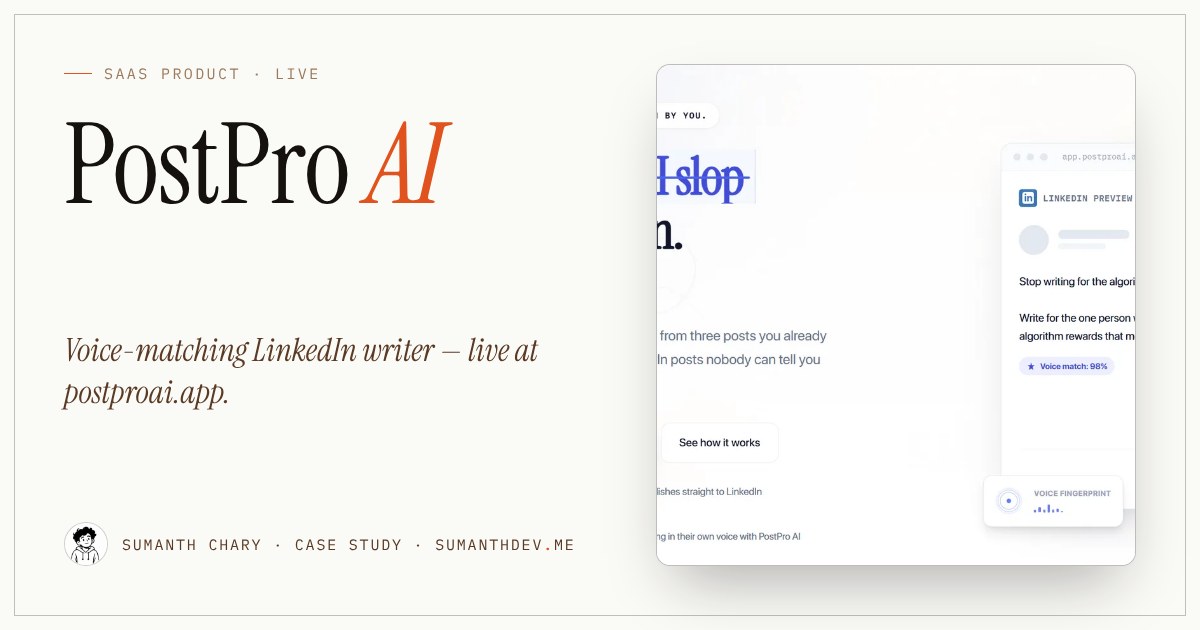 SAAS PRODUCT · LIVE
PostPro AI
Voice-matching LinkedIn writer — live at
postproai.app.
SUMANTH CHARY · CASE STUDY · SUMANTHDEV.ME
BY YOU.
I slop
n.
from three posts you already
In posts nobody can tell you
See how it works
lishes straight to LinkedIn
ng in their own voice with PostPro AI
app.postproai.a
in LINKEDIN PREVIEW
Stop writing for the algori
Write for the one person
algorithm rewards that m
Voice match: 98%
VOICE FINGERPRINT